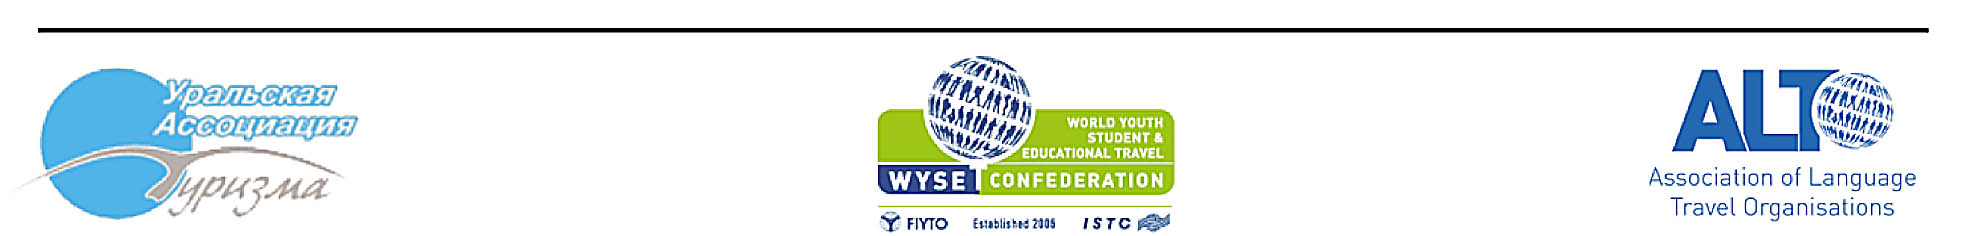 Уральская
Ассоциация
Туризма
WORLD YOUTH
STUDENT &
EDUCATIONAL TRAVEL
WYSET CONFEDERATION
FIYTO Established 2006 ISTC
ALTO
Association of Language
Travel Organisations